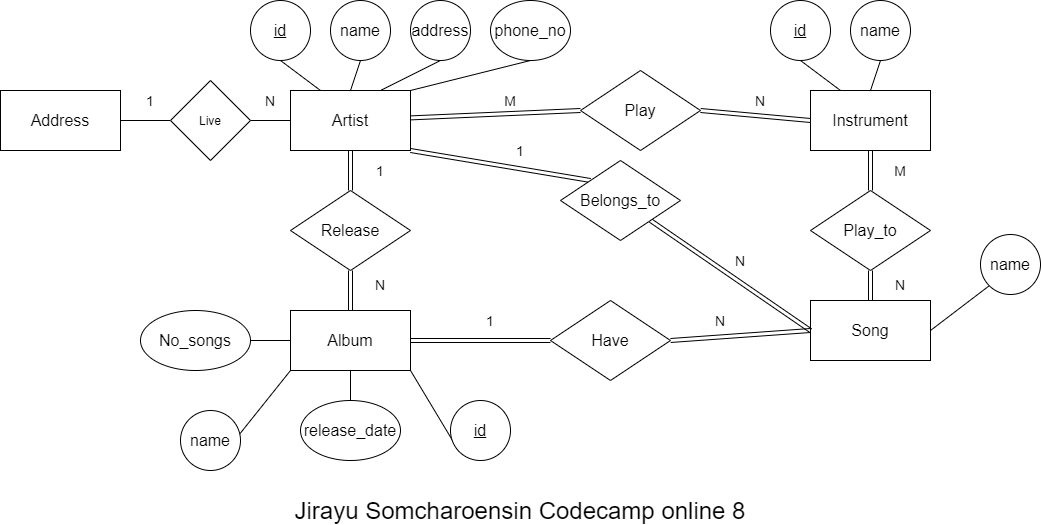 id
name
address
phone_no
id
name
Address
1
Live
N
Artist
M
Play
N
Instrument
1
1
M
Release
Belongs_to
Play_to
N
N
N
name
No_songs
Album
1
Have
N
Song
name
release_date
id
Jirayu Somcharoensin Codecamp online 8